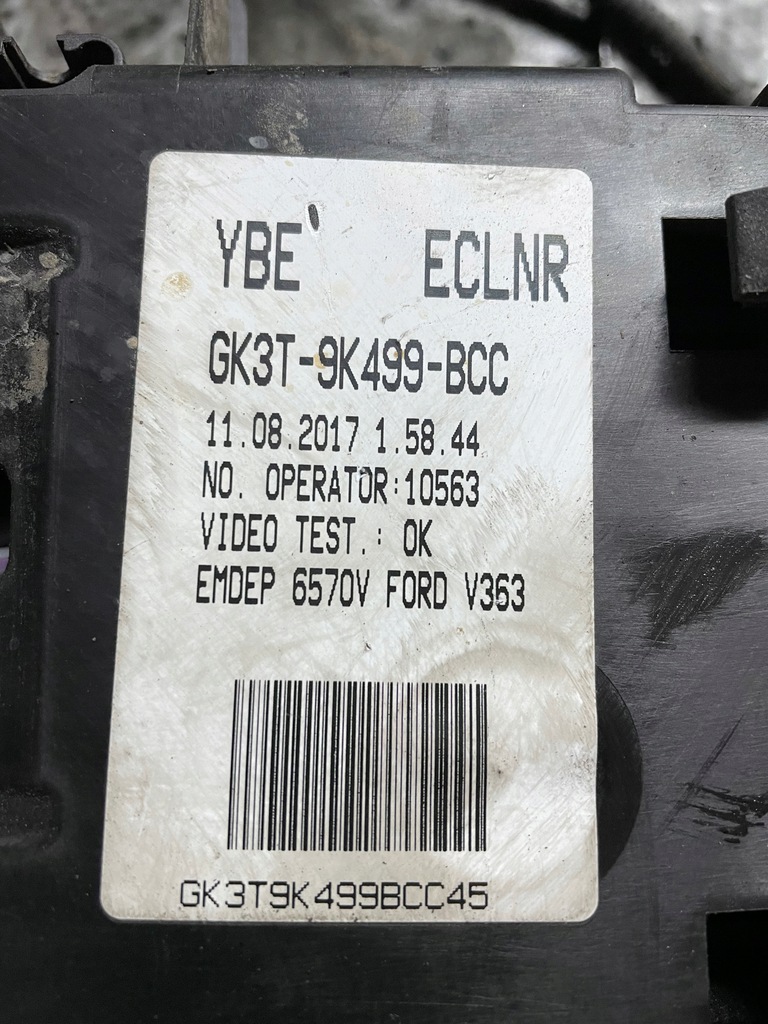 YBE ECLNR
GK3T-9K499-BCC
11.08.2017 1.58.44
NO. OPERATOR:10563
VIDEO TEST.: OK
EMDEP 6570V FORD V363
GK3T9K499BCC45